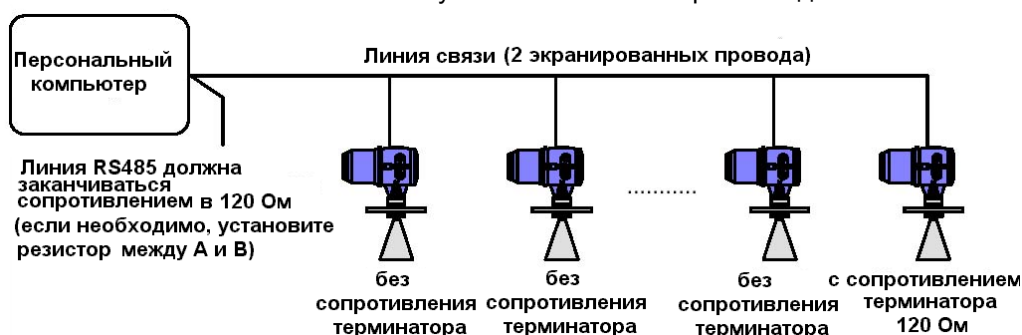 Персональный
компьютер
Линия связи (2 экранированных провода)
Линия RS485 должна
заканчиваться
сопротивлением в 120 Ом
(если необходимо, установите
резистор между А и В)
............
без
сопротивления
терминатора
без
сопротивления
терминатора
без
сопротивления
терминатора
с сопротивлением
терминатора
120 Ом